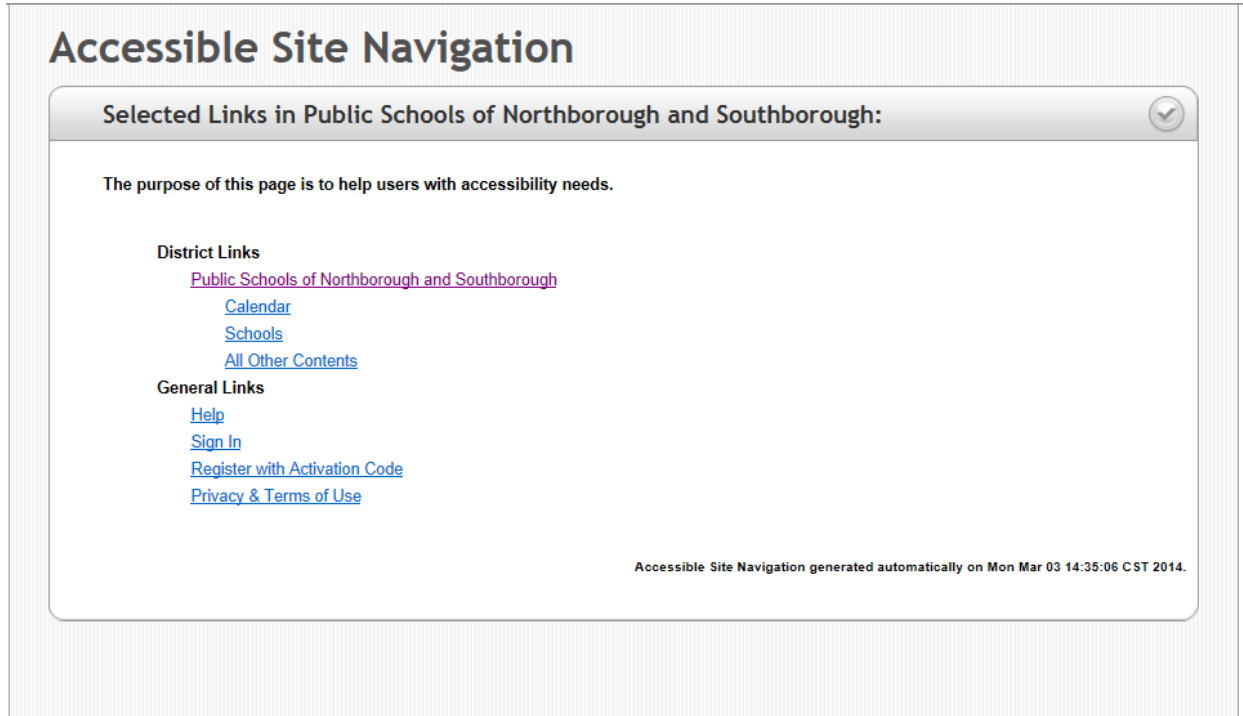 Accessible Site Navigation
Selected Links in Public Schools of Northborough and Southborough:
The purpose of this page is to help users with accessibility needs.
District Links
Public Schools of Northborough and Southborough
Calendar
Schools
All Other Contents
General Links
Help
Sign In
Register with Activation Code
Privacy & Terms of Use
Accessible Site Navigation generated automatically on Mon Mar 03 14:35:06 CST 2014.